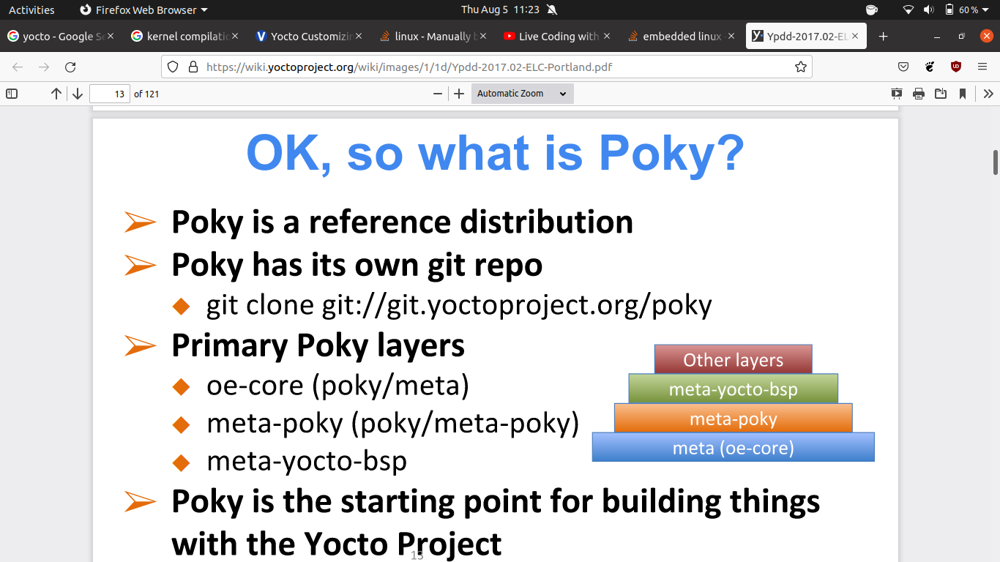 Activities
Firefox Web Browser
Thu Aug 5 11:23
60 %
yocto - Google Se
kernel compilatio
Yocto Customizin
linux - Manually b
Live Coding with
embedded linux -
Ypdd-2017.02-EL
https://wiki.yoctoproject.org/wiki/images/1/1d/Ypdd-2017.02-ELC-Portland.pdf
13 of 121
Automatic Zoom
OK, so what is Poky?
Poky is a reference distribution
Poky has its own git repo
git clone git://git.yoctoproject.org/poky
Primary Poky layers
oe-core (poky/meta)
meta-poky (poky/meta-poky)
meta-yocto-bsp
Other layers
meta-yocto-bsp
meta-poky
meta (oe-core)
Poky is the starting point for building things
with the Yocto Project
13